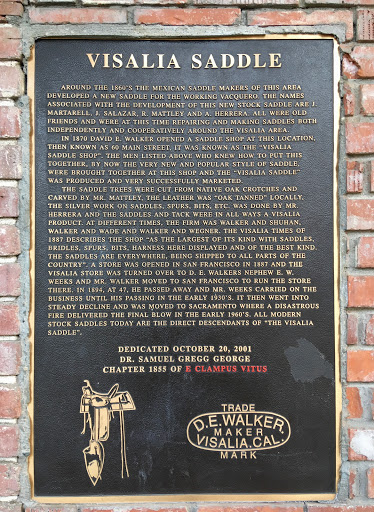 VISALIA SADDLE
AROUND THE 1860'S THE MEXICAN SADDLE MAKERS OF THIS AREA
DEVELOPED A NEW SADDLE FOR THE WORKING VACQUERO. THE NAMES
ASSOCIATED WITH THE DEVELOPMENT OF THIS NEW STOCK SADDLE ARE J.
MARTARELL, J. SALAZAR, R. MATTLEY AND A. HERRERA. ALL WERE OLD
FRIENDS AND WERE AT THIS TIME REPAIRING AND MAKING SADDLES BOTH
INDEPENDENTLY AND COOPERATIVELY AROUND THE VISALIA AREA.
IN 1870 DAVID E. WALKER OPENED A SADDLE SHOP AT THIS LOCATION,
THEN KNOWN AS 60 MAIN STREET, IT WAS KNOWN AS THE "VISALIA
SADDLE SHOP". THE MEN LISTED ABOVE WHO KNEW HOW TO PUT THIS
TOGETHER, BY NOW THE VERY NEW AND POPULAR STYLE OF SADDLE,
WERE BROUGHT TOGETHER AT THIS SHOP AND THE "VISALIA SADDLE"
WAS PRODUCED AND VERY SUCCESSFULLY MARKETED.
THE SADDLE TREES WERE CUT FROM NATIVE OAK CROTCHES AND
CARVED BY MR. MATTLEY, THE LEATHER WAS "OAK TANNED" LOCALLY,
THE SILVER WORK ON SADDLES, SPURS, BITS, ETC. WAS DONE BY MR.
HERRERA AND THE SADDLES AND TACK WERE IN ALL WAYS A VISALIA
PRODUCT. AT DIFFERENT TIMES, THE FIRM WAS WALKER AND SHUHAN,
WALKER AND WADE AND WALKER AND WEGNER. THE VISALIA TIMES OF
1887 DESCRIBES THE SHOP "AS THE LARGEST OF ITS KIND WITH SADDLES,
BRIDLES, SPURS, BITS, HARNESS HERE DISPLAYED AND OF THE BEST KIND.
THE SADDLES ARE EVERYWHERE, BEING SHIPPED TO ALL PARTS OF THE
COUNTRY". A STORE WAS OPENED IN SAN FRANCISCO IN 1887 AND THE
VISALIA STORE WAS TURNED OVER TO D. E. WALKERS NEPHEW E. W.
WEEKS AND MR. WALKER MOVED TO SAN FRANCISCO TO RUN THE STORE
THERE. IN 1894, AT 47, HE PASSED AWAY AND MR. WEEKS CARRIED ON THE
BUSINESS UNTIL HIS PASSING IN THE EARLY 1930'S. IT THEN WENT INTO
STEADY DECLINE AND WAS MOVED TO SACRAMENTO WHERE A DISASTROUS
FIRE DELIVERED THE FINAL BLOW IN THE EARLY 1960'S. ALL MODERN
STOCK SADDLES TODAY ARE THE DIRECT DESCENDANTS OF "THE VISALIA
SADDLE".
DEDICATED OCTOBER 20, 2001
DR. SAMUEL GREGG GEORGE
CHAPTER 1855 OF E CLAMPUS VITUS
TRADE
D.E. WALKER,
MAKER
VISALIA, CAL.
MARK